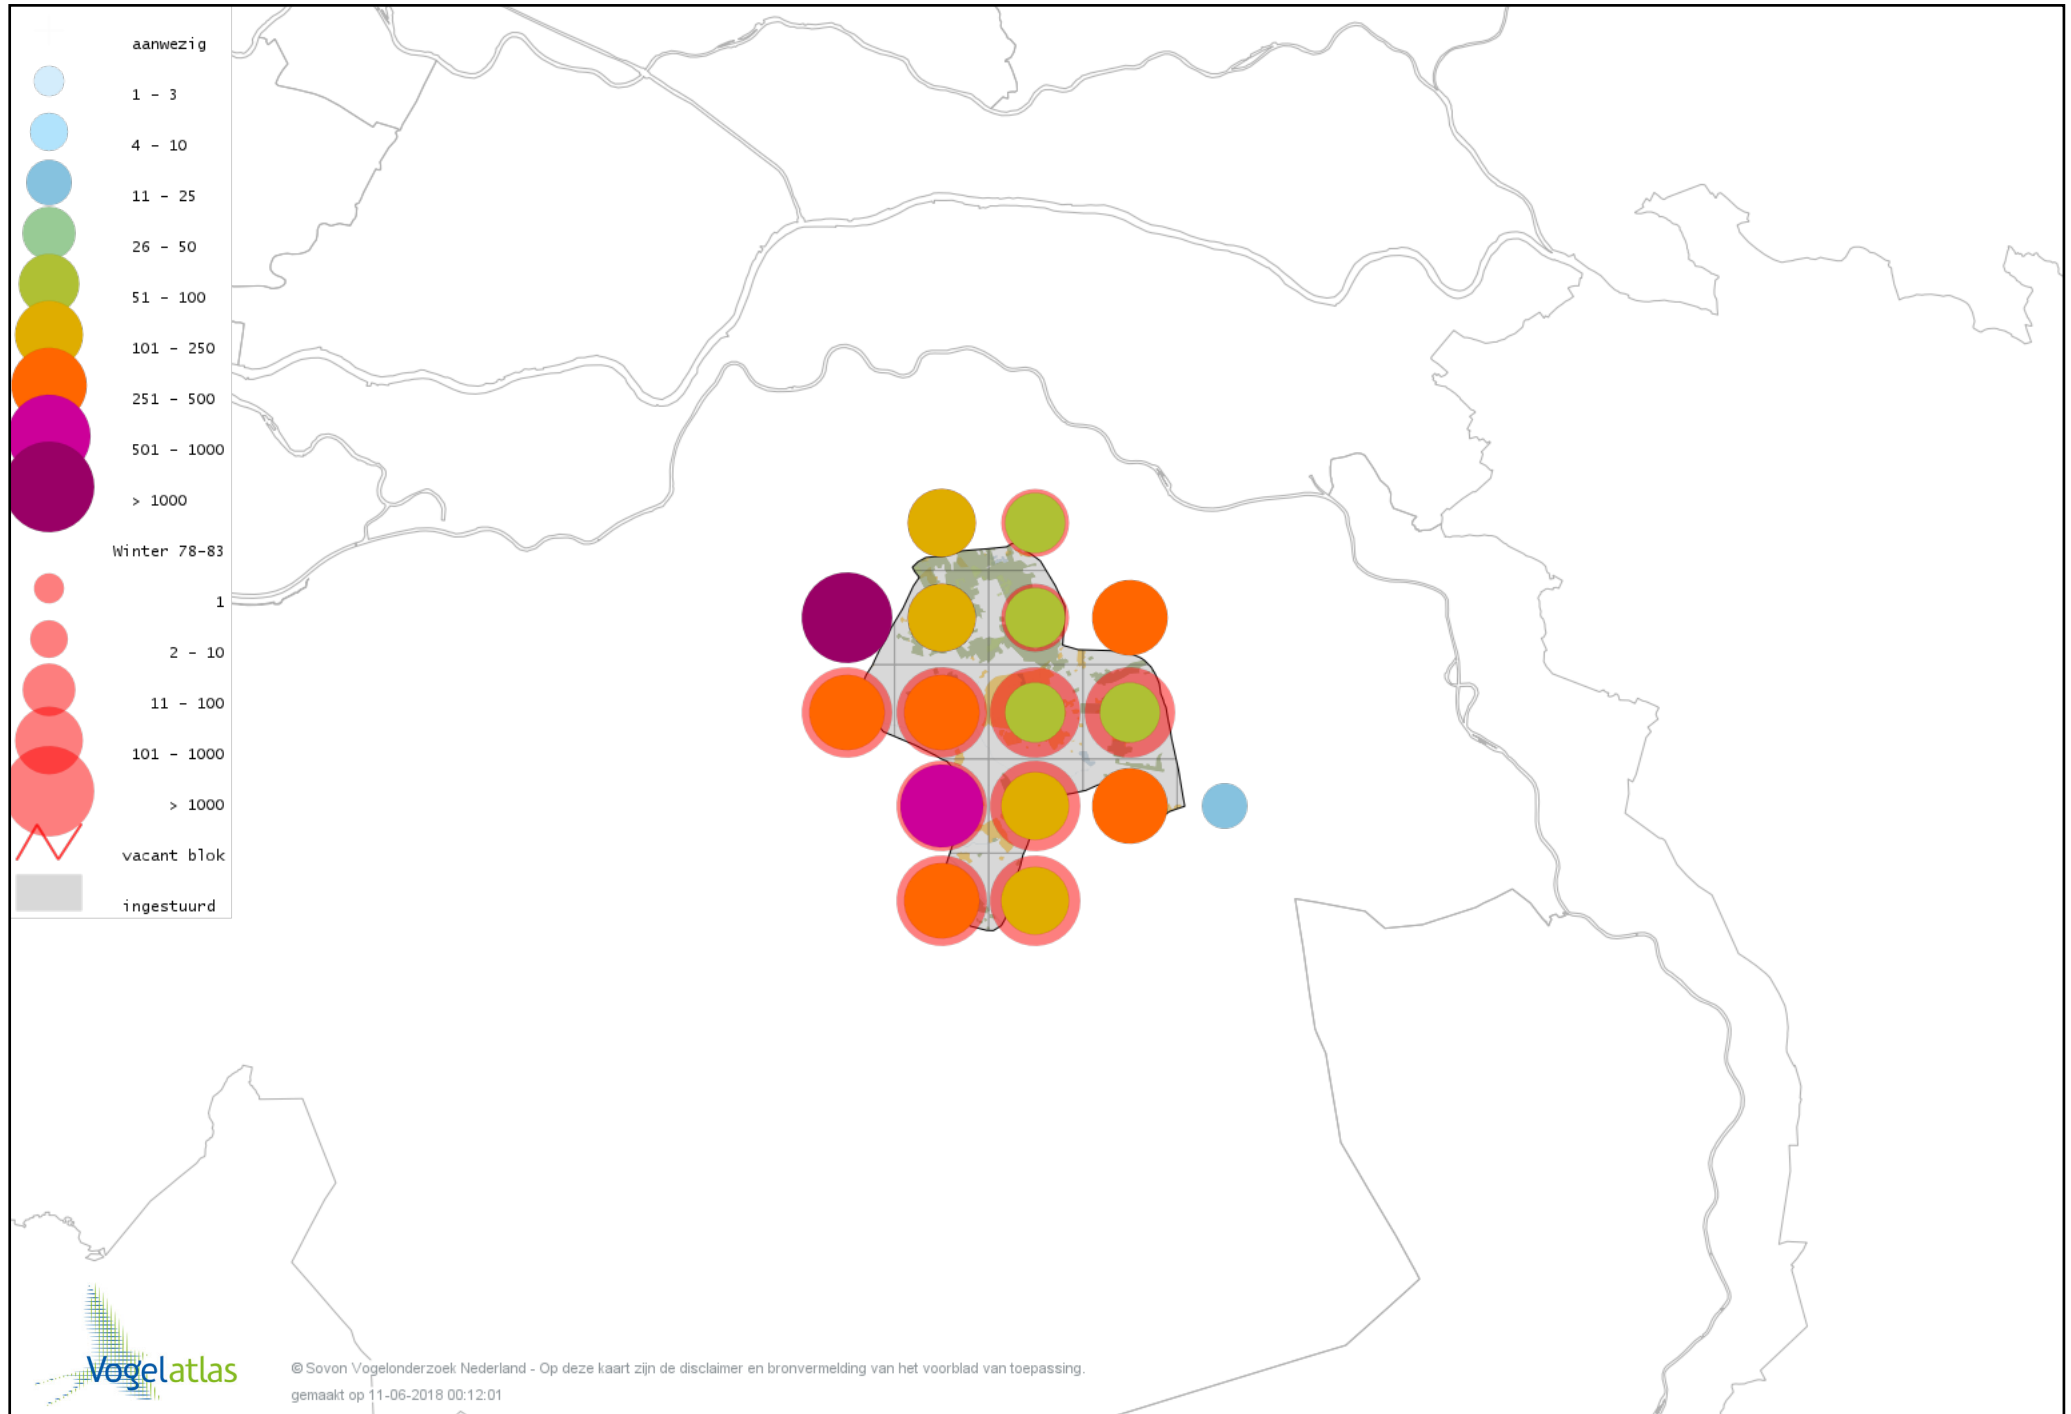 aanwezig
1 - 3
4 - 10
11 - 25
26 - 50
51 - 100
101 - 250
251 - 500
501 - 1000
> 1000
Winter 78-83
1
2 - 10
11 - 100
101 - 1000
> 1000
vacant blok
ingestuurd
Vogelatlas
© Sovon Vogelonderzoek Nederland - Op deze kaart zijn de disclaimer en bronvermelding van het voorblad van toepassing.
gemaakt op 11-06-2018 00:12:01